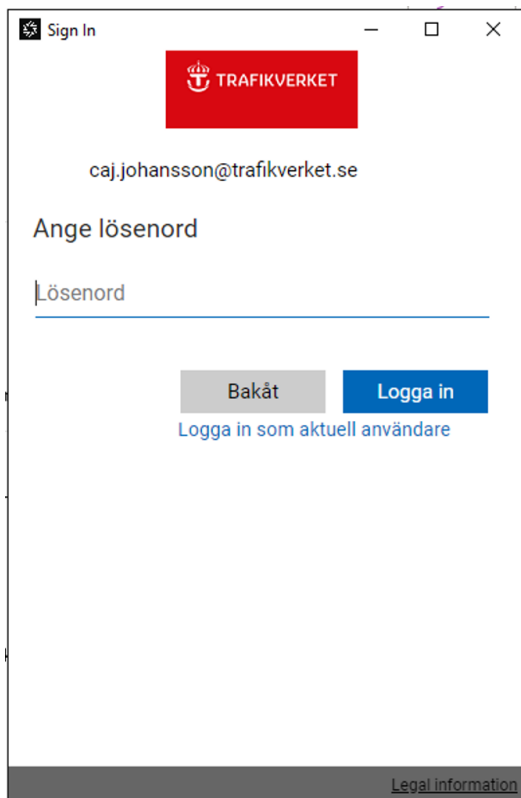 Sign In
TRAFIKVERKET
caj.johansson@trafikverket.se
Ange lösenord
Lösenord
Bakåt Logga in
Logga in som aktuell användare
Legal information